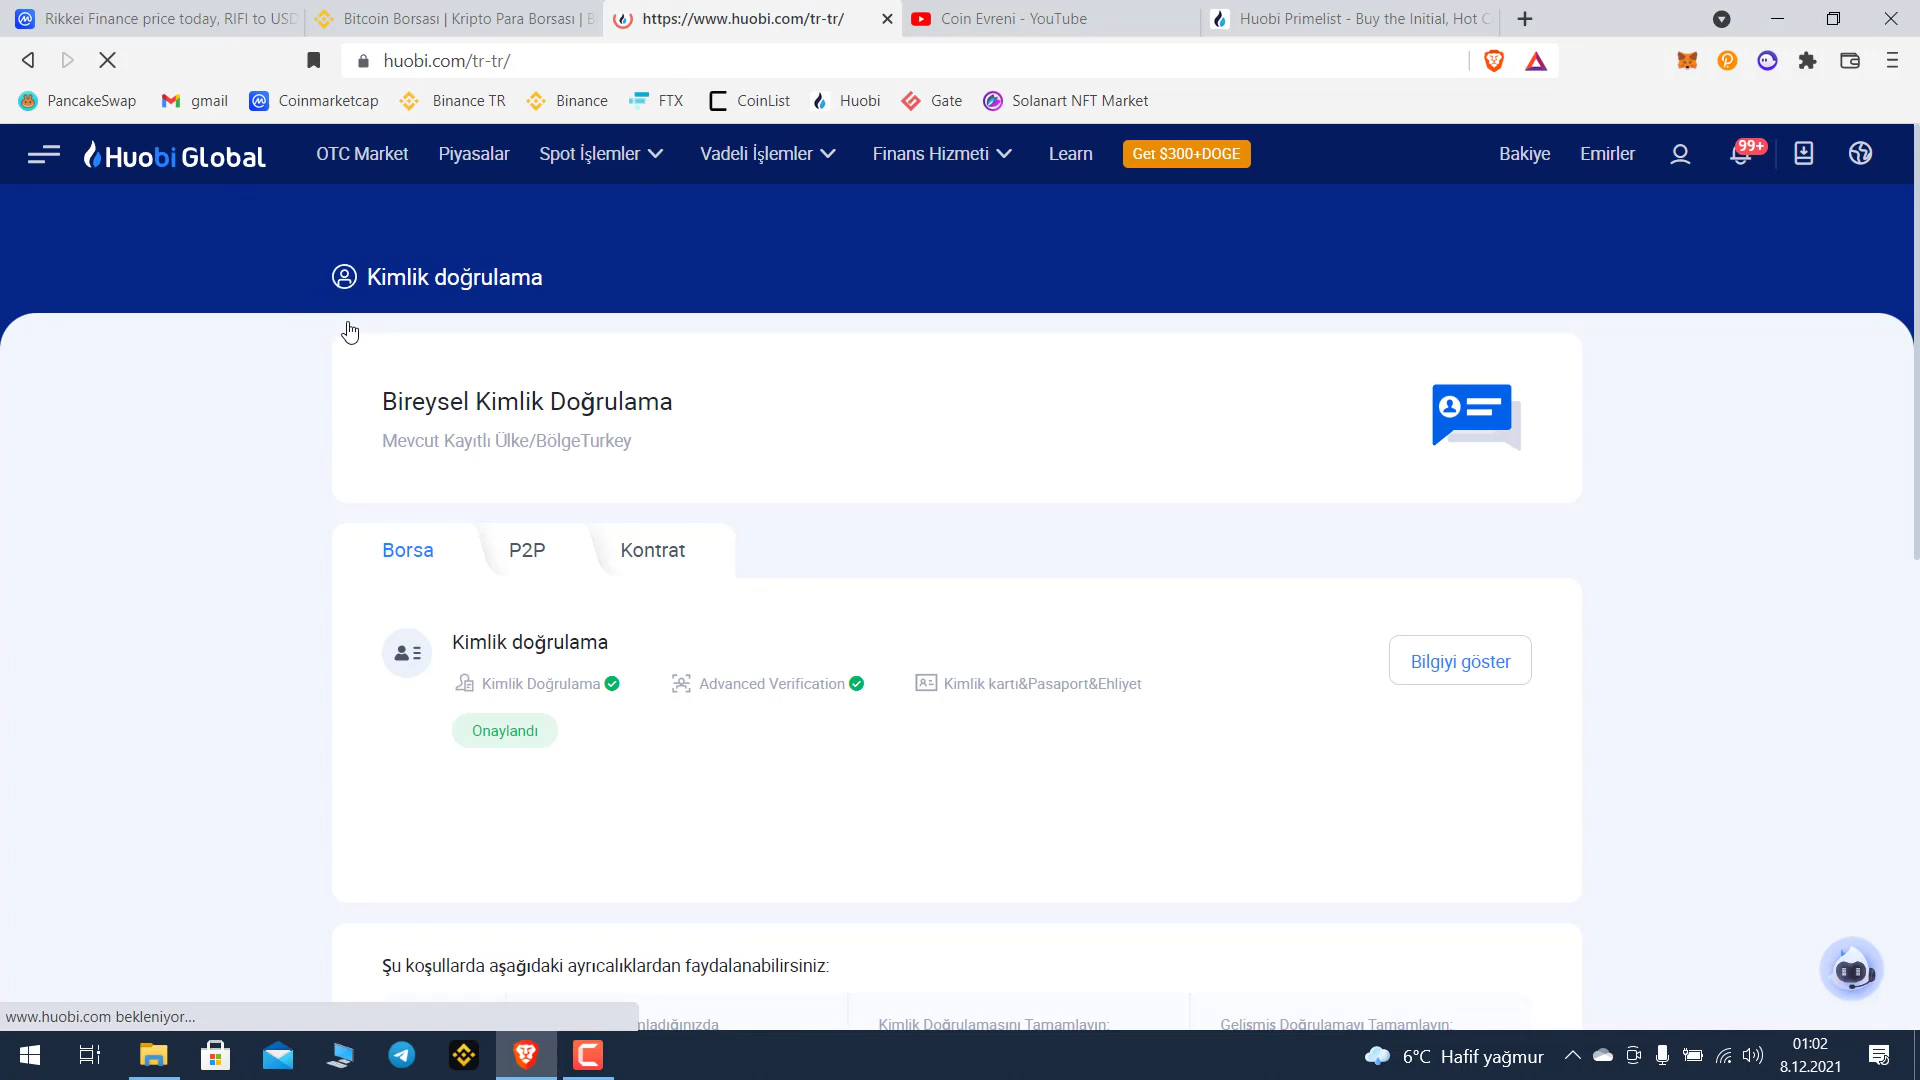 Rikkei Finance price today, RIFI to USD
Bitcoin Borsası | Kripto Para Borsası | B
https://www.huobi.com/tr-tr/
Coin Evreni - YouTube
Huobi Primelist - Buy the Initial, Hot C
huobi.com/tr-tr/
PancakeSwap
gmail
Coinmarketcap
Binance TR
Binance
FTX
CoinList
Huobi
Gate
Solanart NFT Market
Huobi Global
OTC Market
Piyasalar
Spot İşlemler
Vadeli İşlemler
Finans Hizmeti
Learn
Get $300+DOGE
Bakiye
Emirler
99+
Kimlik doğrulama
Bireysel Kimlik Doğrulama
Mevcut Kayıtlı Ülke/BölgeTurkey
Borsa
P2P
Kontrat
Kimlik doğrulama
Bilgiyi göster
Kimlik Doğrulama
Advanced Verification
Kimlik kartı&Pasaport&Ehliyet
Onaylandı
Şu koşullarda aşağıdaki ayrıcalıklardan faydalanabilirsiniz:
www.huobi.com bekleniyor...
mladığınızda
Kimlik Doğrulamasını Tamamlayın:
Gelişmiş Doğrulamayı Tamamlayın:
6°C Hafif yağmur
01:02
8.12.2021